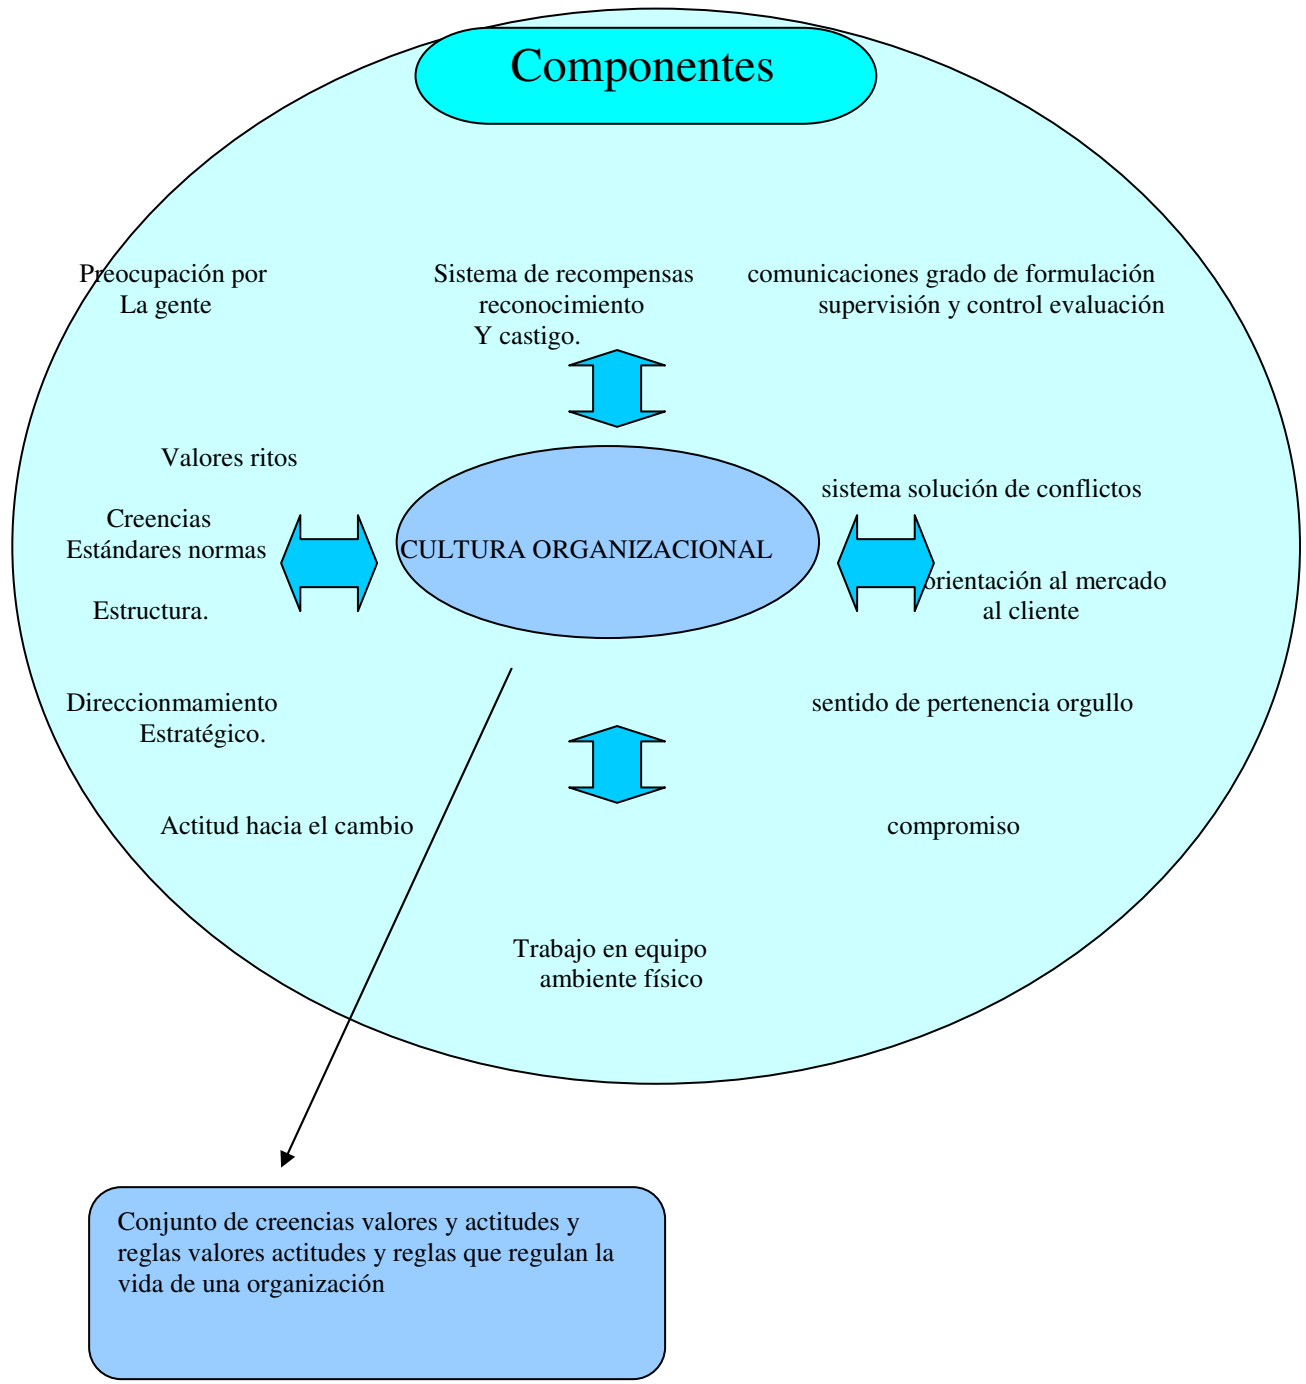 Componentes
Preocupación por
La gente
Sistema de recompensas
reconocimiento
Y castigo.
comunicaciones grado de formulación
supervisión y control evaluación
Valores ritos
Creencias
Estándares normas
Estructura.
CULTURA ORGANIZACIONAL
sistema solución de conflictos
orientación al mercado
al cliente
Direccionmamiento
Estratégico.
sentido de pertenencia orgullo
Actitud hacia el cambio
compromiso
Trabajo en equipo
ambiente físico
Conjunto de creencias valores y actitudes y
reglas valores actitudes y reglas que regulan la
vida de una organización